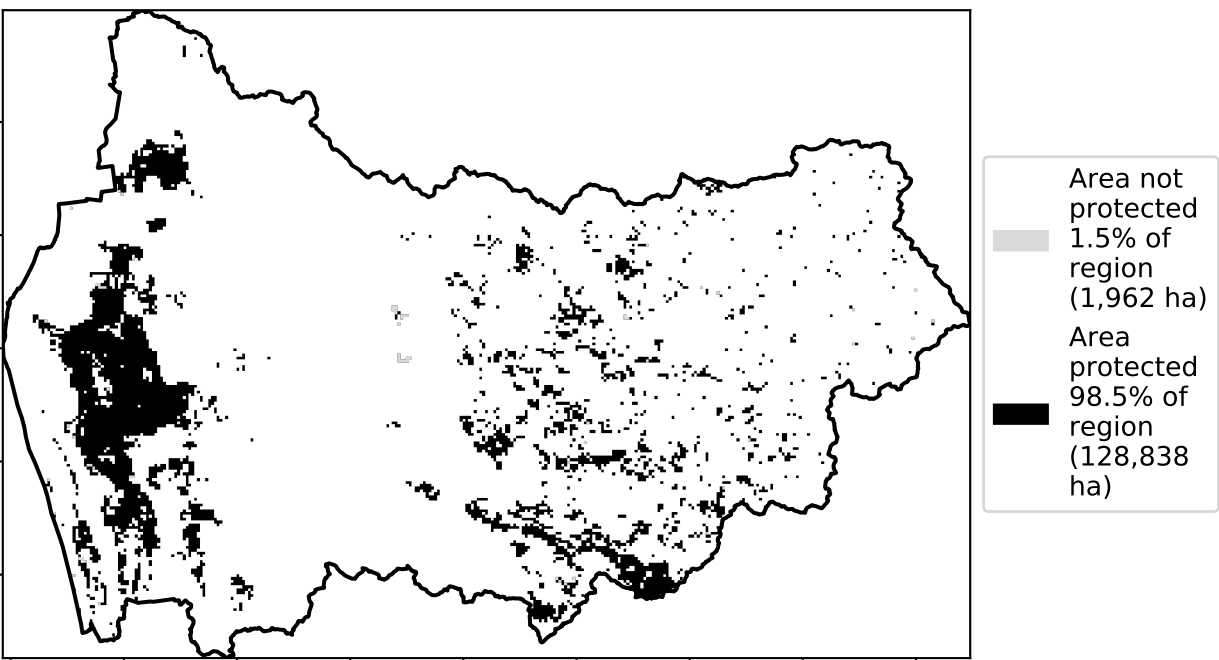 Area not
protected
1.5% of
region
(1,962 ha)
Area
protected
98.5% of
region
(128,838
ha)